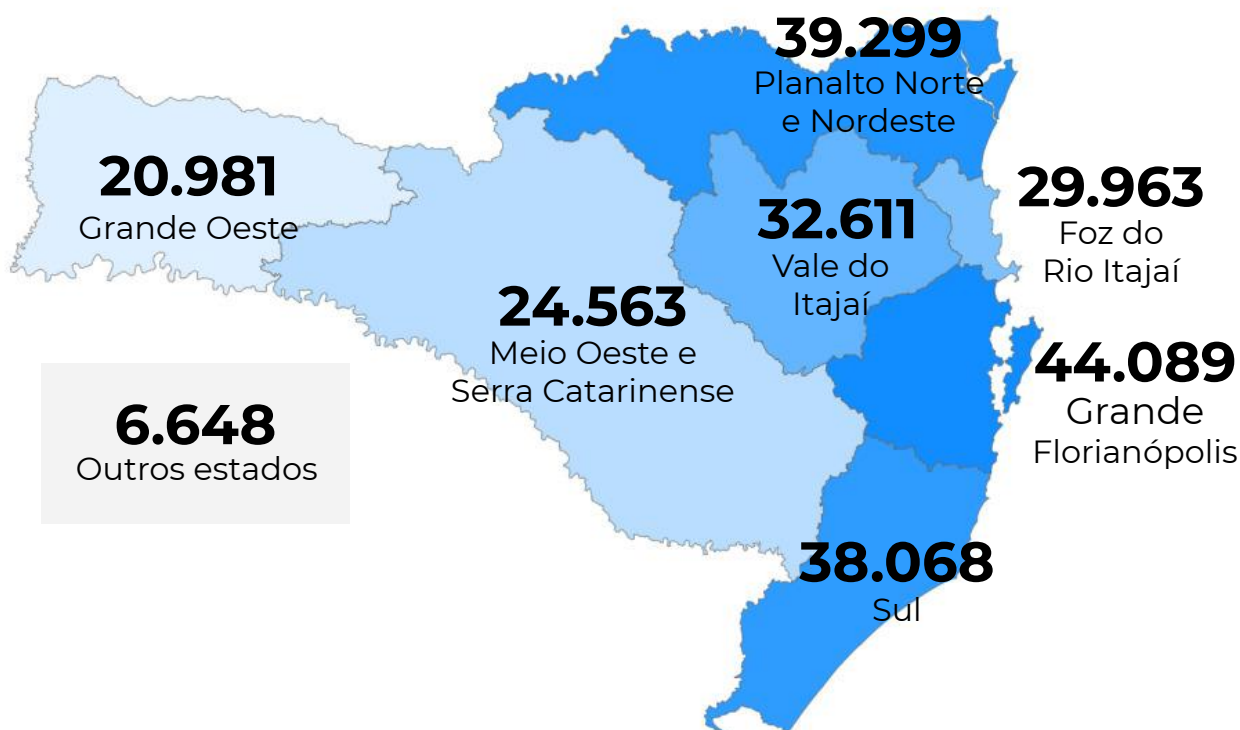 39.299
Planalto Norte
e Nordeste
20.981
Grande Oeste
32.611
Vale do
Itajaí
29.963
Foz do
Rio Itajaí
24.563
Meio Oeste e
Serra Catarinense
44.089
Grande
Florianópolis
6.648
Outros estados
38.068
Sul